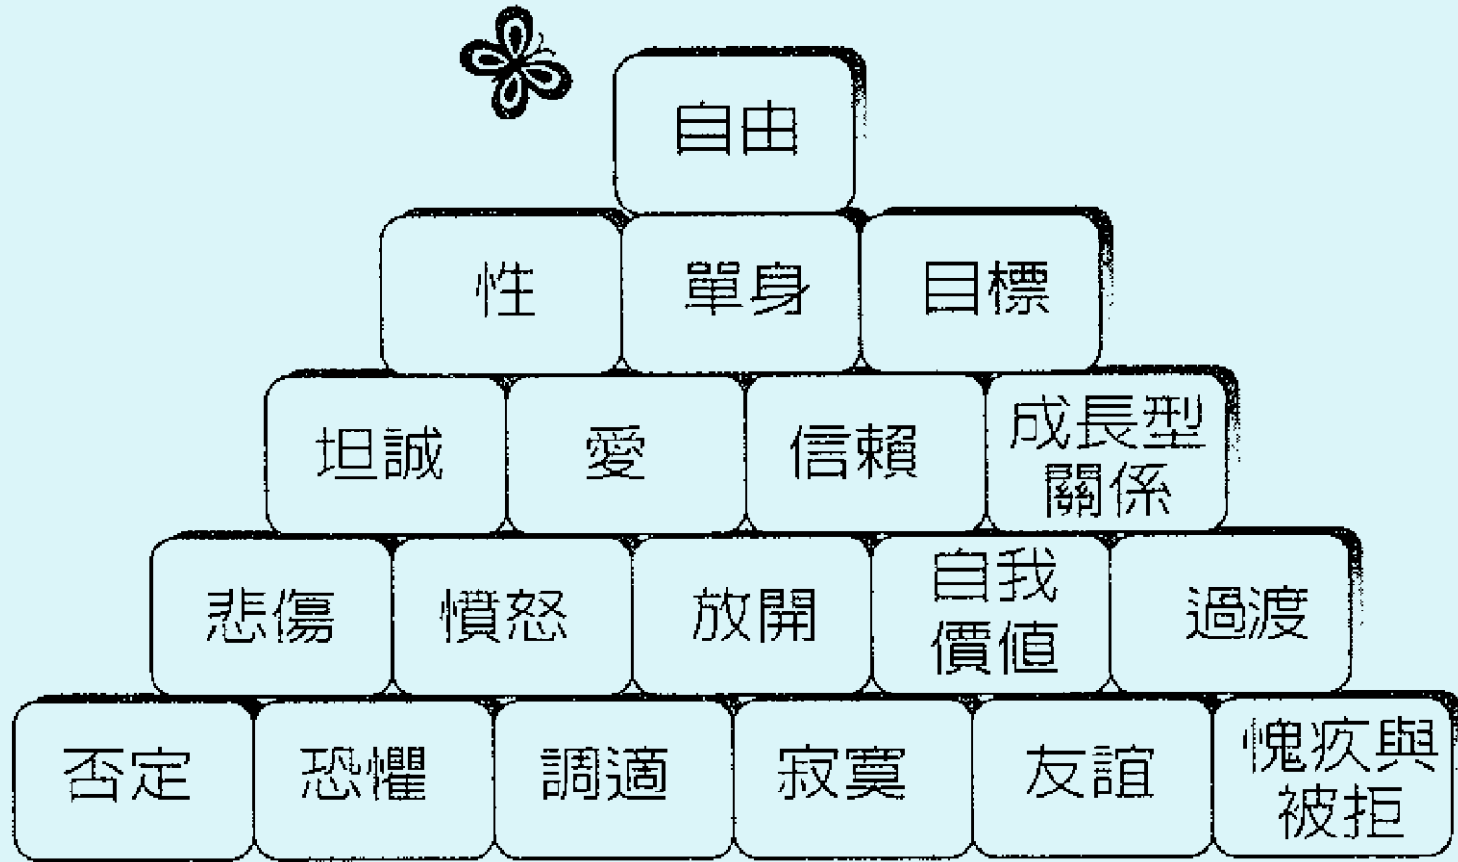 自由
性 單身 目標
坦誠 愛 信賴 成長型
關係
悲傷 憤怒 放開 自我
價值 過渡
否定 恐懼 調適 寂寞 友誼 愧疚與
被拒